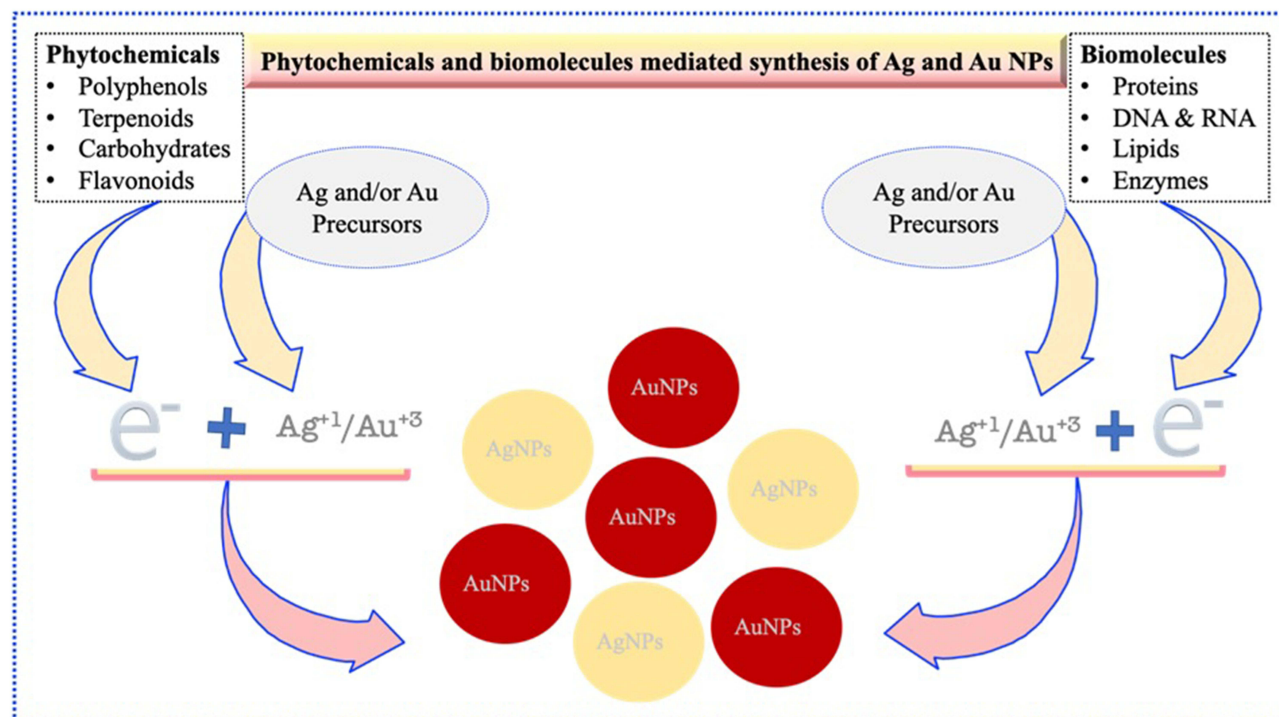 Phytochemicals and biomolecules mediated synthesis of Ag and Au NPs
Phytochemicals
• Polyphenols
• Terpenoids
• Carbohydrates
• Flavonoids
Biomolecules
• Proteins
• DNA & RNA
• Lipids
• Enzymes
Ag and/or Au
Precursors
Ag and/or Au
Precursors
e⁻ + Ag⁺¹/Au⁺³
Ag⁺¹/Au⁺³ + e⁻
AuNPs
AgNPs
AgNPs
AuNPs
AuNPs
AuNPs
AgNPs